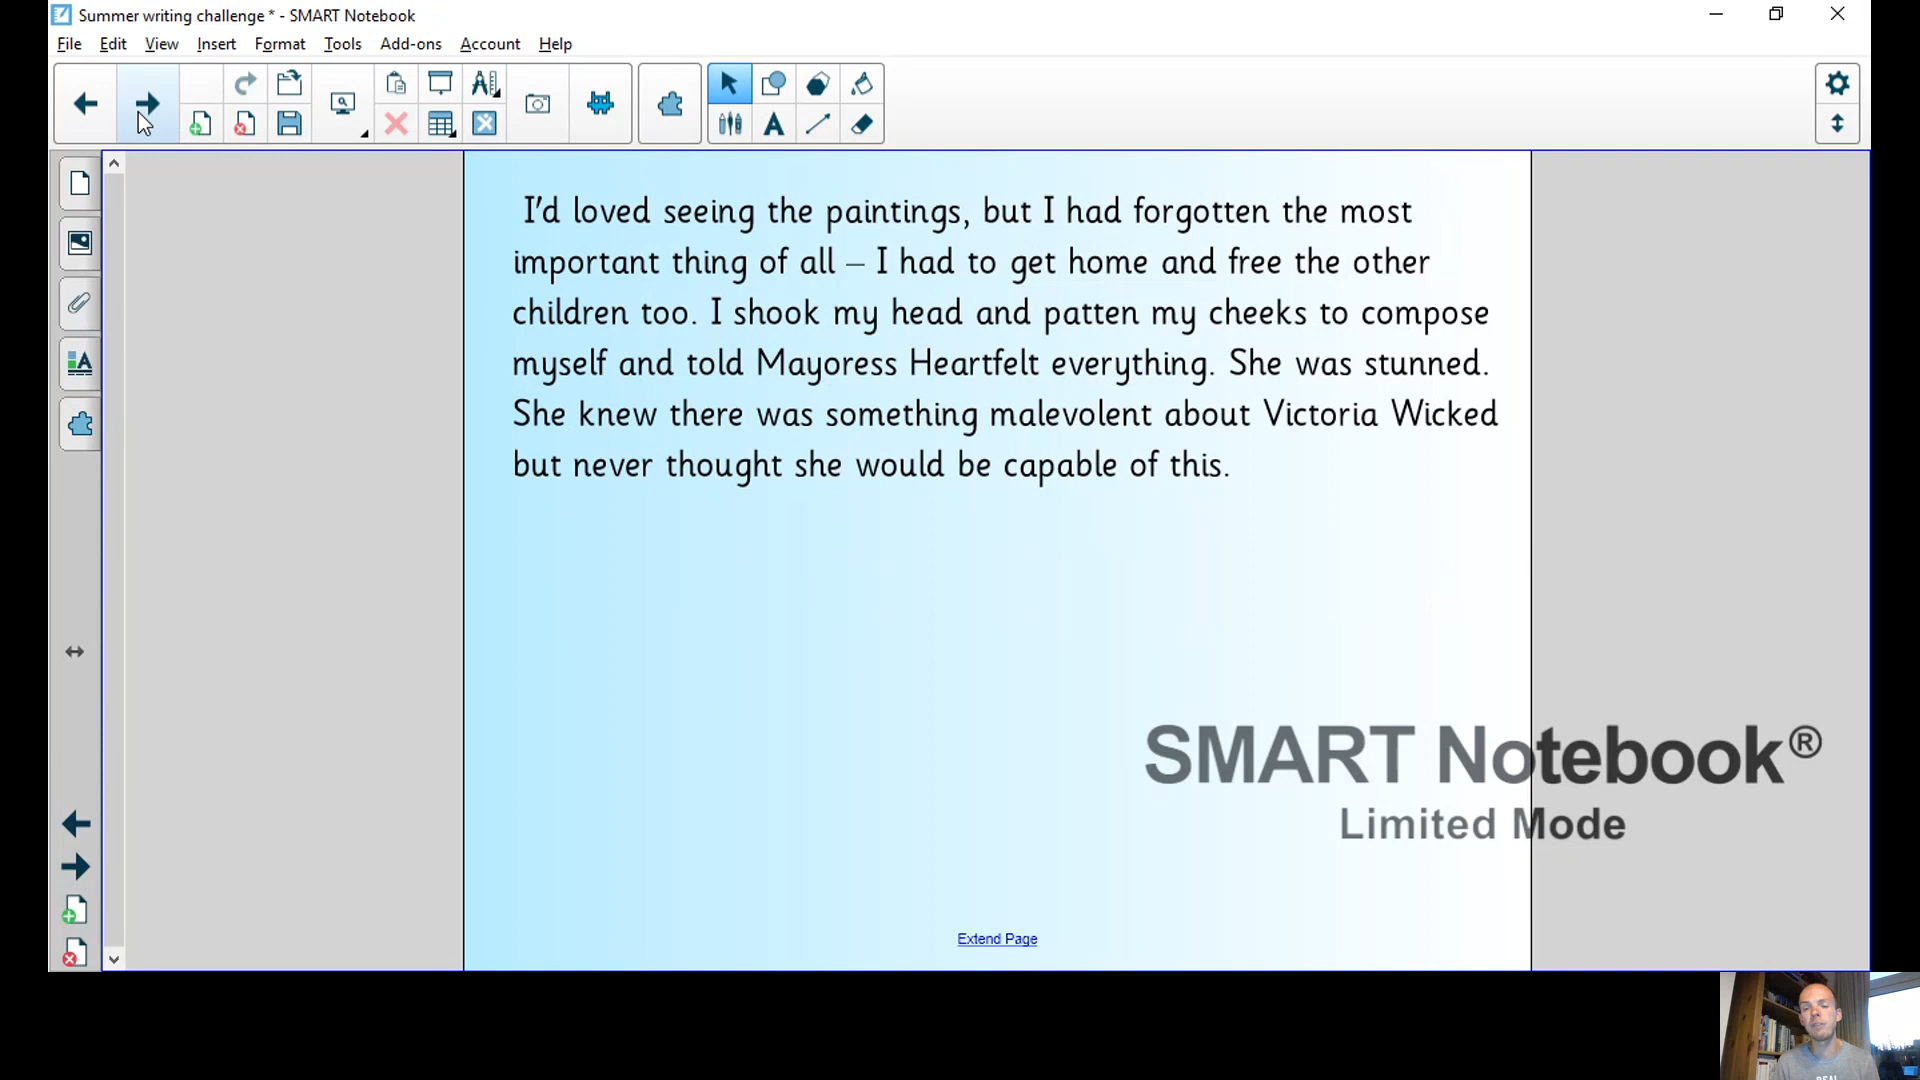 Summer writing challenge * - SMART Notebook
File Edit View Insert Format Tools Add-ons Account Help
I'd loved seeing the paintings, but I had forgotten the most
important thing of all – I had to get home and free the other
children too. I shook my head and patten my cheeks to compose
myself and told Mayoress Heartfelt everything. She was stunned.
She knew there was something malevolent about Victoria Wicked
but never thought she would be capable of this.
SMART Notebook®
Limited Mode
Extend Page